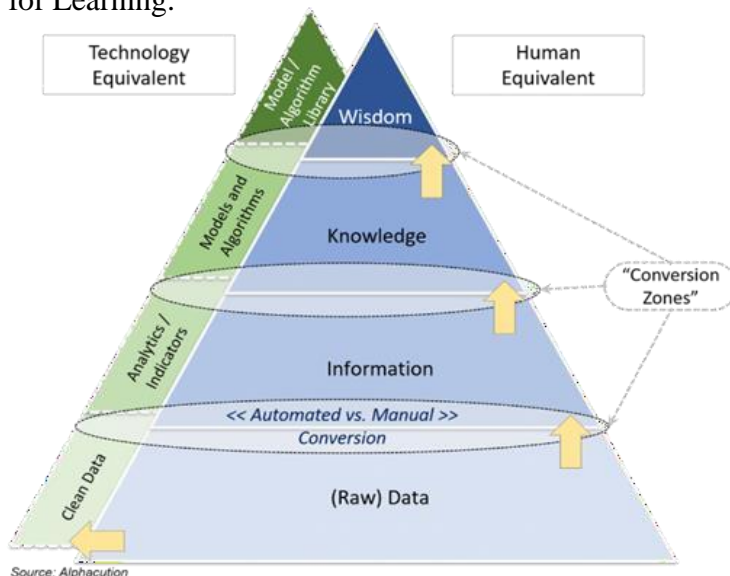 for Learning.
Technology
Equivalent
Human
Equivalent
Model /
Algorithm
Library
Wisdom
Models and
Algorithms
Knowledge
"Conversion
Zones"
Analytics /
Indicators
Information
<< Automated vs. Manual >>
Conversion
Clean Data
(Raw) Data
Source: Alphacution